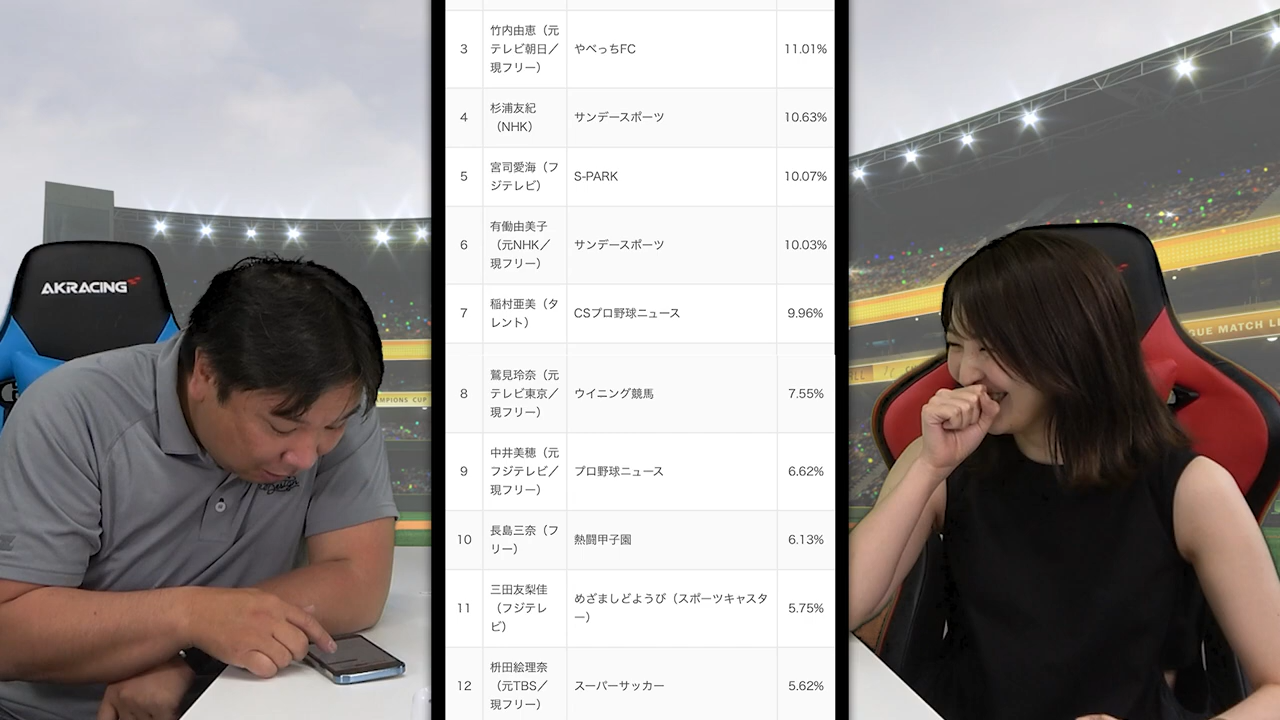 AKRACING
3
竹内由恵（元
テレビ朝日／
現フリー）
やべっちFC
11.01%
4
杉浦友紀
（NHK）
サンデースポーツ
10.63%
5
宮司愛海（フ
ジテレビ）
S-PARK
10.07%
6
有働由美子
（元NHK／
現フリー）
サンデースポーツ
10.03%
7
稲村亜美（タ
レント）
CSプロ野球ニュース
9.96%
8
鷲見玲奈（元
テレビ東京／
現フリー）
ウイニング競馬
7.55%
9
中井美穂（元
フジテレビ／
現フリー）
プロ野球ニュース
6.62%
10
長島三奈（フ
リー）
熱闘甲子園
6.13%
11
三田友梨佳
（フジテレ
ビ）
めざましどようび（スポーツキャスタ
ー）
5.75%
12
枡田絵理奈
（元TBS／
現フリー）
スーパーサッカー
5.62%
MPIONS CUP
GUE MATCH LE